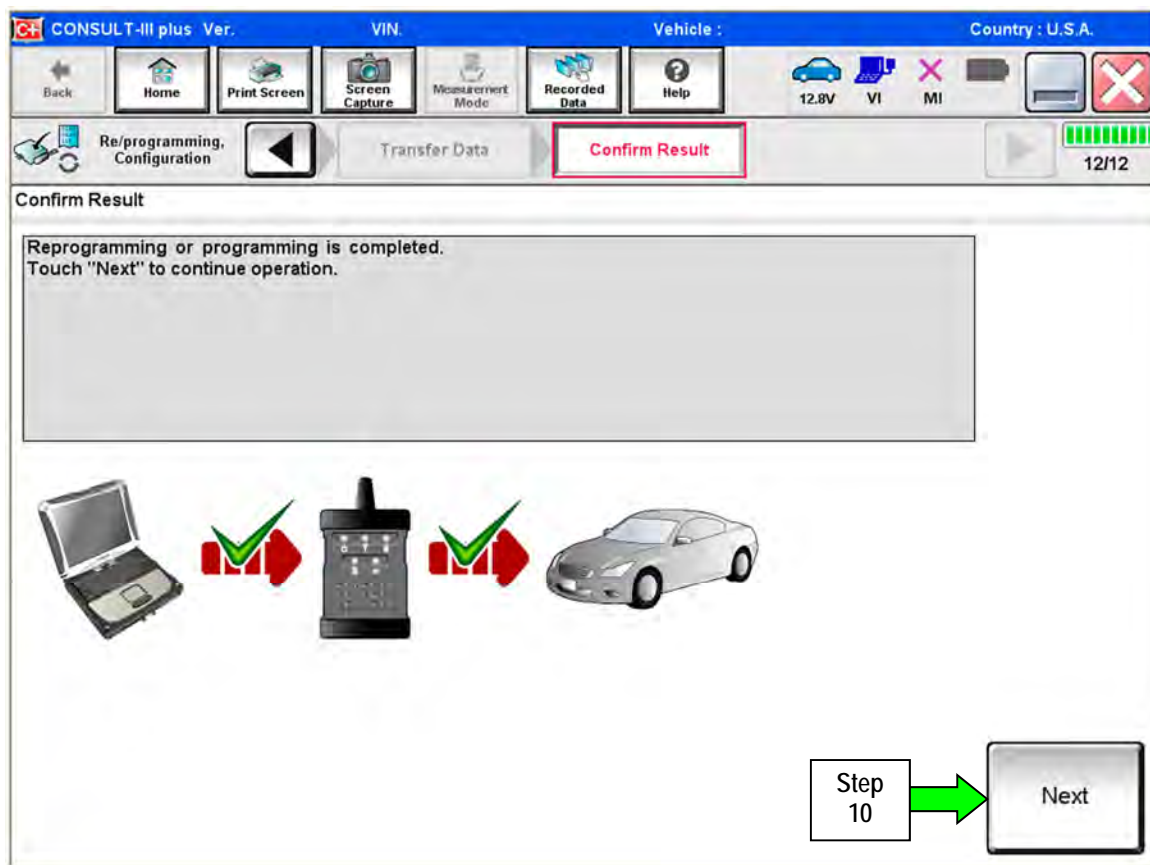 C+ CONSULT-III plus Ver. VIN. Vehicle : Country : U.S.A.
Back
Home
Print Screen
Screen
Capture
Measurement
Mode
Recorded
Data
Help
12.8V
VI
MI
Re/programming,
Configuration
Transfer Data
Confirm Result
12/12
Confirm Result
Reprogramming or programming is completed.
Touch "Next" to continue operation.
Step
10
Next